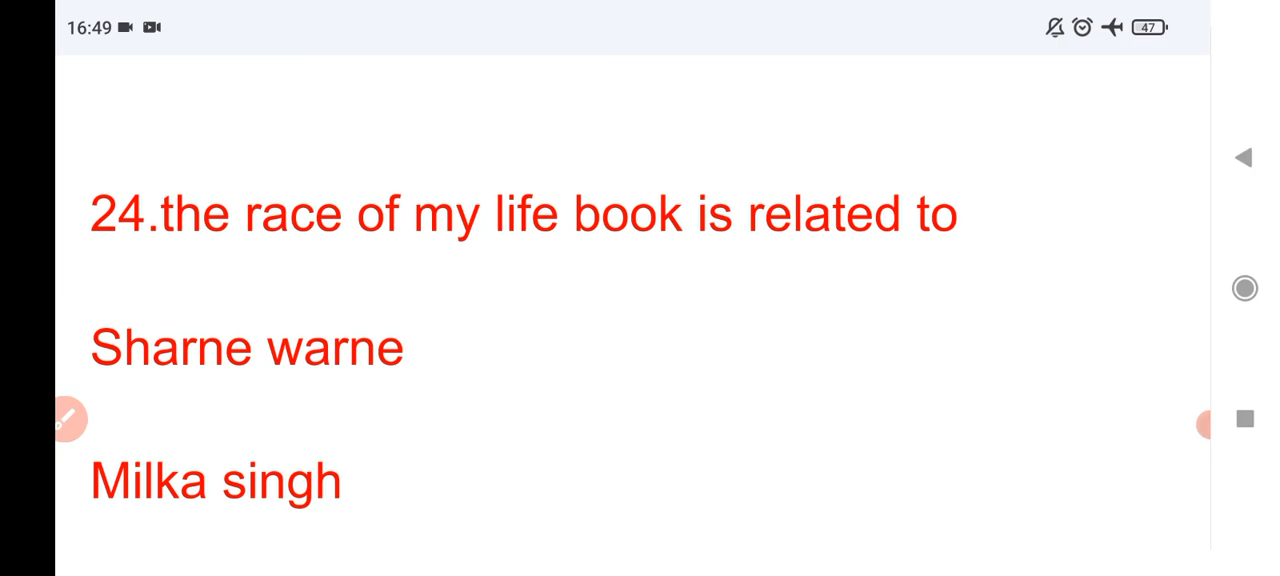 16:49
47
24.the race of my life book is related to
Sharne warne
Milka singh